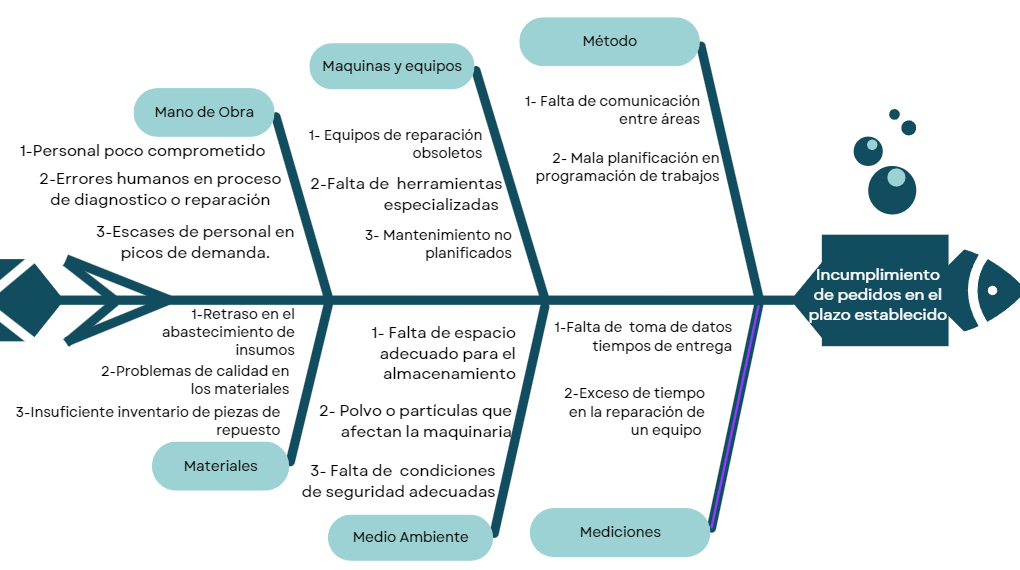 Método
Maquinas y equipos
Mano de Obra
1-Personal poco comprometido
2-Errores humanos en proceso
de diagnostico o reparación
3-Escases de personal en
picos de demanda.
1- Equipos de reparación
obsoletos
2-Falta de herramientas
especializadas
3- Mantenimiento no
planificados
1- Falta de comunicación
entre áreas
2- Mala planificación en
programación de trabajos
Incumplimiento
de pedidos en el
plazo establecido
1-Retraso en el
abastecimiento de
insumos
2-Problemas de calidad en
los materiales
3-Insuficiente inventario de piezas de
repuesto
Materiales
1- Falta de espacio
adecuado para el
almacenamiento
2- Polvo o partículas que
afectan la maquinaria
3- Falta de condiciones
de seguridad adecuadas
Medio Ambiente
1-Falta de toma de datos
tiempos de entrega
2-Exceso de tiempo
en la reparación de
un equipo
Mediciones